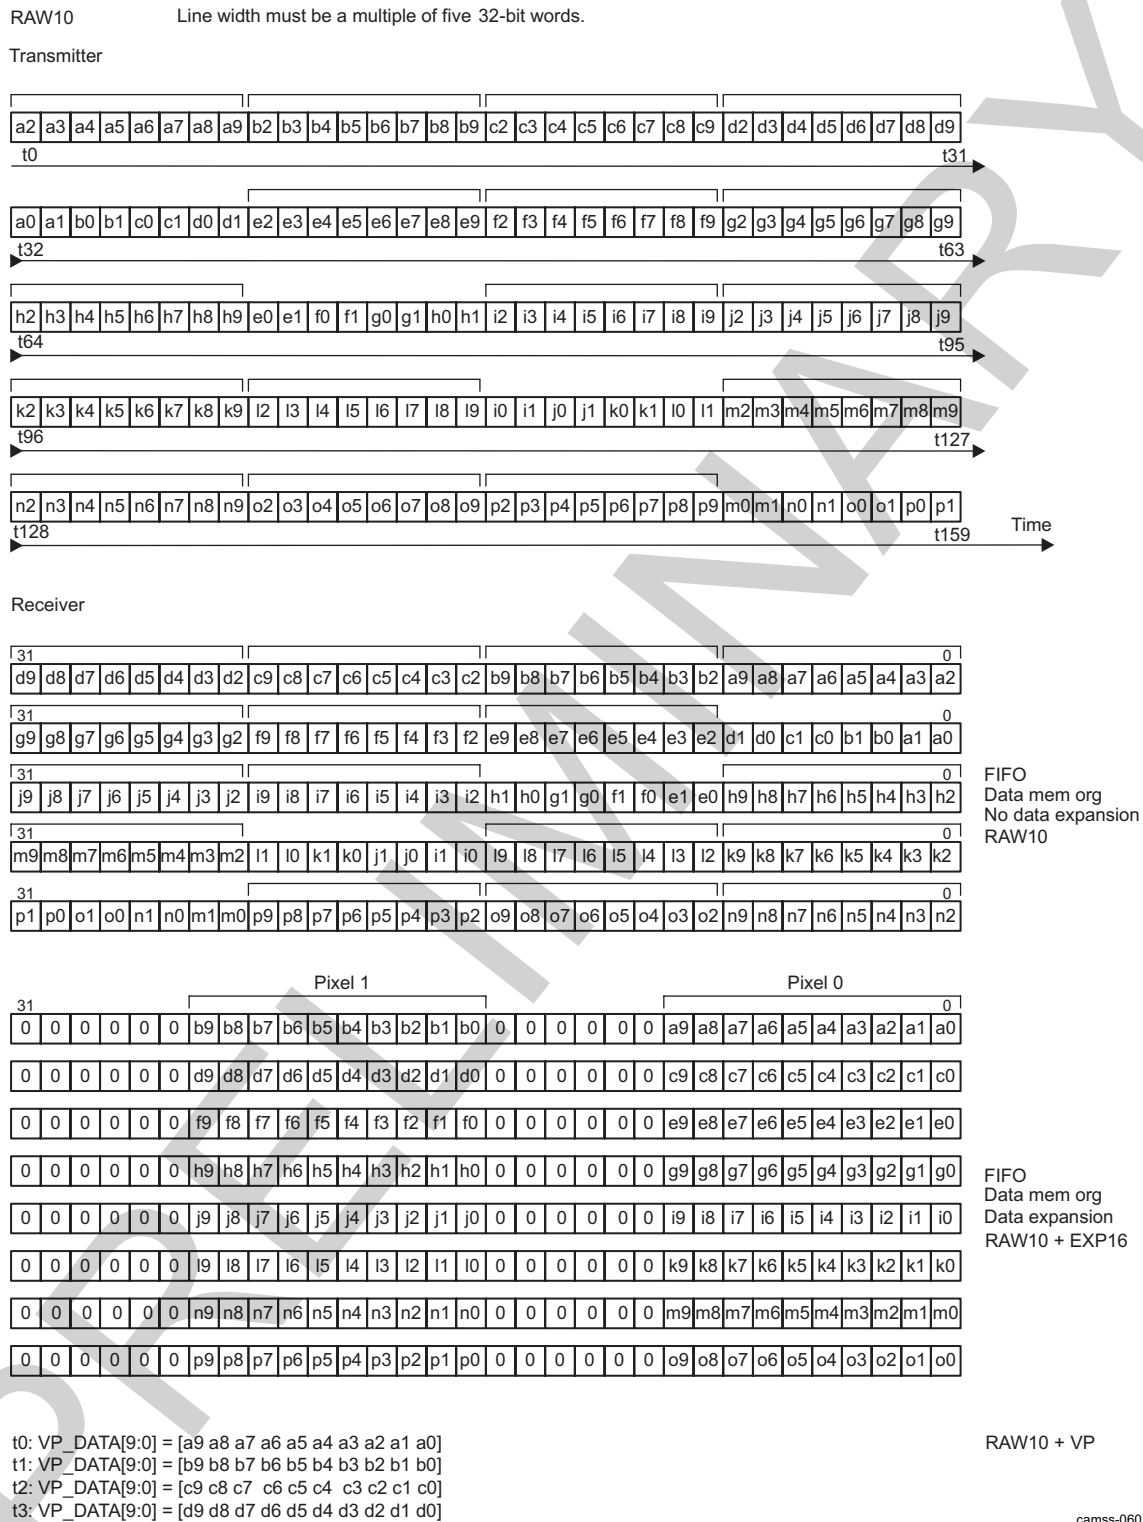 RAW10 Line width must be a multiple of five 32-bit words.
Transmitter
a2 a3 a4 a5 a6 a7 a8 a9 b2 b3 b4 b5 b6 b7 b8 b9 c2 c3 c4 c5 c6 c7 c8 c9 d2 d3 d4 d5 d6 d7 d8 d9
t0 t31
a0 a1 b0 b1 c0 c1 d0 d1 e2 e3 e4 e5 e6 e7 e8 e9 f2 f3 f4 f5 f6 f7 f8 f9 g2 g3 g4 g5 g6 g7 g8 g9
t32 t63
h2 h3 h4 h5 h6 h7 h8 h9 e0 e1 f0 f1 g0 g1 h0 h1 i2 i3 i4 i5 i6 i7 i8 i9 j2 j3 j4 j5 j6 j7 j8 j9
t64 t95
k2 k3 k4 k5 k6 k7 k8 k9 l2 l3 l4 l5 l6 l7 l8 l9 i0 i1 j0 j1 k0 k1 l0 l1 m2 m3 m4 m5 m6 m7 m8 m9
t96 t127
n2 n3 n4 n5 n6 n7 n8 n9 o2 o3 o4 o5 o6 o7 o8 o9 p2 p3 p4 p5 p6 p7 p8 p9 m0 m1 n0 n1 o0 o1 p0 p1
t128 t159 Time
Receiver
31 0
d9 d8 d7 d6 d5 d4 d3 d2 c9 c8 c7 c6 c5 c4 c3 c2 b9 b8 b7 b6 b5 b4 b3 b2 a9 a8 a7 a6 a5 a4 a3 a2
31 0
g9 g8 g7 g6 g5 g4 g3 g2 f9 f8 f7 f6 f5 f4 f3 f2 e9 e8 e7 e6 e5 e4 e3 e2 d1 d0 c1 c0 b1 b0 a1 a0
31 0
j9 j8 j7 j6 j5 j4 j3 j2 i9 i8 i7 i6 i5 i4 i3 i2 h1 h0 g1 g0 f1 f0 e1 e0 h9 h8 h7 h6 h5 h4 h3 h2
31 0
m9 m8 m7 m6 m5 m4 m3 m2 l1 l0 k1 k0 j1 j0 i1 i0 l9 l8 l7 l6 l5 l4 l3 l2 k9 k8 k7 k6 k5 k4 k3 k2
31 0
p1 p0 o1 o0 n1 n0 m1 m0 p9 p8 p7 p6 p5 p4 p3 p2 o9 o8 o7 o6 o5 o4 o3 o2 n9 n8 n7 n6 n5 n4 n3 n2
FIFO
Data mem org
No data expansion
RAW10
Pixel 1 Pixel 0
31 0
0 0 0 0 0 0 b9 b8 b7 b6 b5 b4 b3 b2 b1 b0 0 0 0 0 0 0 a9 a8 a7 a6 a5 a4 a3 a2 a1 a0
0 0 0 0 0 0 d9 d8 d7 d6 d5 d4 d3 d2 d1 d0 0 0 0 0 0 0 c9 c8 c7 c6 c5 c4 c3 c2 c1 c0
0 0 0 0 0 0 f9 f8 f7 f6 f5 f4 f3 f2 f1 f0 0 0 0 0 0 0 e9 e8 e7 e6 e5 e4 e3 e2 e1 e0
0 0 0 0 0 0 h9 h8 h7 h6 h5 h4 h3 h2 h1 h0 0 0 0 0 0 0 g9 g8 g7 g6 g5 g4 g3 g2 g1 g0
0 0 0 0 0 0 j9 j8 j7 j6 j5 j4 j3 j2 j1 j0 0 0 0 0 0 0 i9 i8 i7 i6 i5 i4 i3 i2 i1 i0
0 0 0 0 0 0 l9 l8 l7 l6 l5 l4 l3 l2 l1 l0 0 0 0 0 0 0 k9 k8 k7 k6 k5 k4 k3 k2 k1 k0
0 0 0 0 0 0 n9 n8 n7 n6 n5 n4 n3 n2 n1 n0 0 0 0 0 0 0 m9 m8 m7 m6 m5 m4 m3 m2 m1 m0
0 0 0 0 0 0 p9 p8 p7 p6 p5 p4 p3 p2 p1 p0 0 0 0 0 0 0 o9 o8 o7 o6 o5 o4 o3 o2 o1 o0
FIFO
Data mem org
Data expansion
RAW10 + EXP16
t0: VP_DATA[9:0] = [a9 a8 a7 a6 a5 a4 a3 a2 a1 a0] RAW10 + VP
t1: VP_DATA[9:0] = [b9 b8 b7 b6 b5 b4 b3 b2 b1 b0]
t2: VP_DATA[9:0] = [c9 c8 c7 c6 c5 c4 c3 c2 c1 c0]
t3: VP_DATA[9:0] = [d9 d8 d7 d6 d5 d4 d3 d2 d1 d0]
camss-060
PRELIMINARY